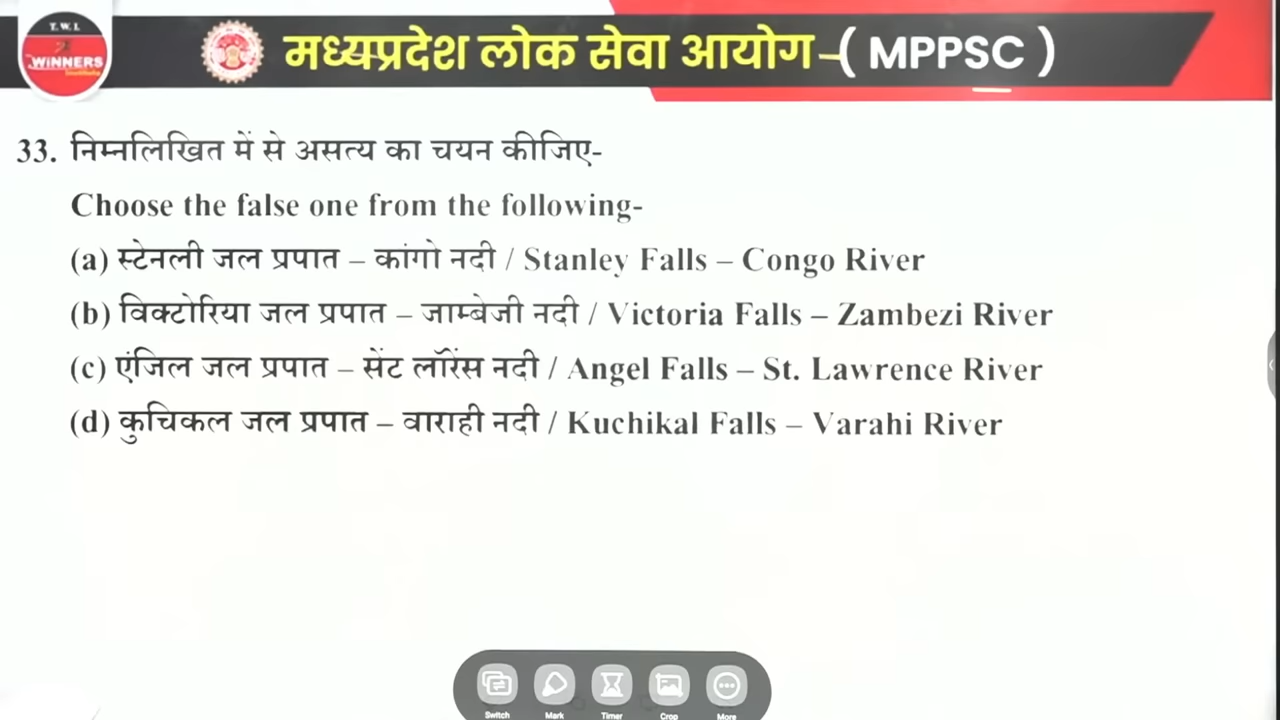 T.W.I.
WINNERS
Institute
मध्यप्रदेश लोक सेवा आयोग-( MPPSC )
33. निम्नलिखित में से असत्य का चयन कीजिए-
Choose the false one from the following-
(a) स्टेनली जल प्रपात – कांगो नदी / Stanley Falls – Congo River
(b) विक्टोरिया जल प्रपात – जाम्बेजी नदी / Victoria Falls – Zambezi River
(c) एंजिल जल प्रपात – सेंट लॉरेंस नदी / Angel Falls – St. Lawrence River
(d) कुचिकल जल प्रपात – वाराही नदी / Kuchikal Falls – Varahi River
Switch Mark Timer Crop More